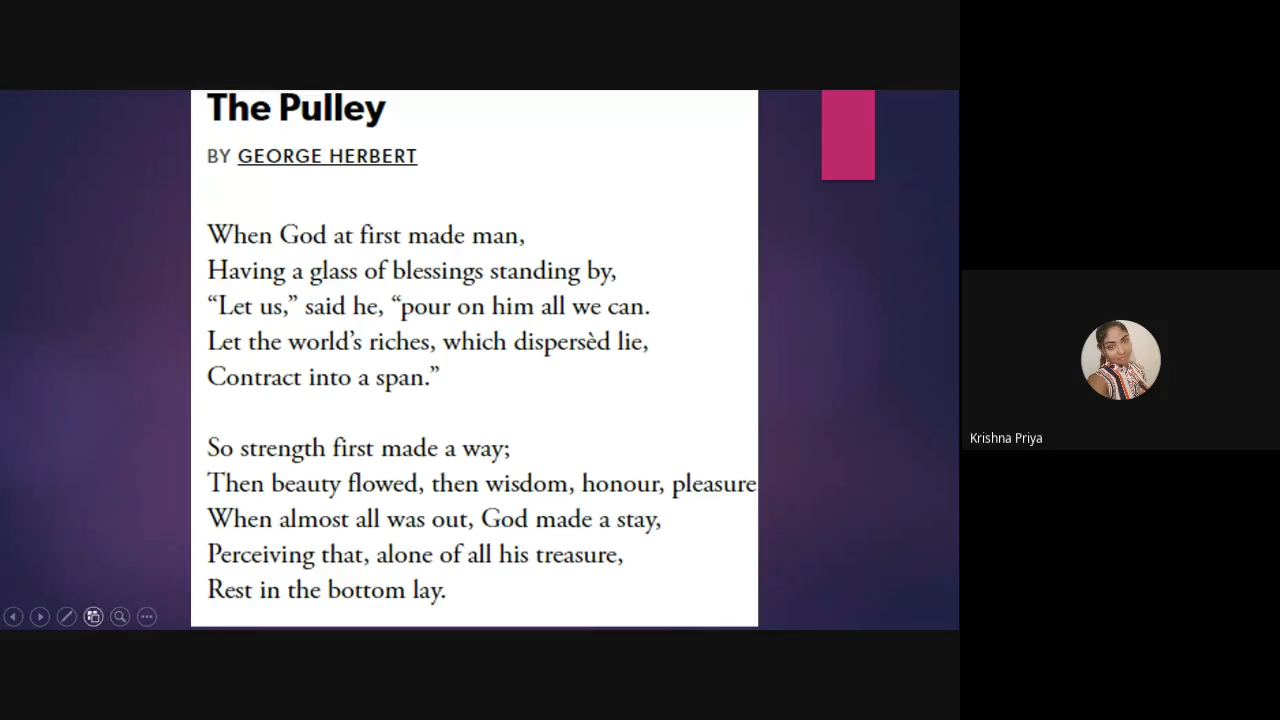 The Pulley
BY GEORGE HERBERT
When God at first made man,
Having a glass of blessings standing by,
“Let us,” said he, “pour on him all we can.
Let the world’s riches, which dispersèd lie,
Contract into a span.”
So strength first made a way;
Then beauty flowed, then wisdom, honour, pleasure
When almost all was out, God made a stay,
Perceiving that, alone of all his treasure,
Rest in the bottom lay.
Krishna Priya